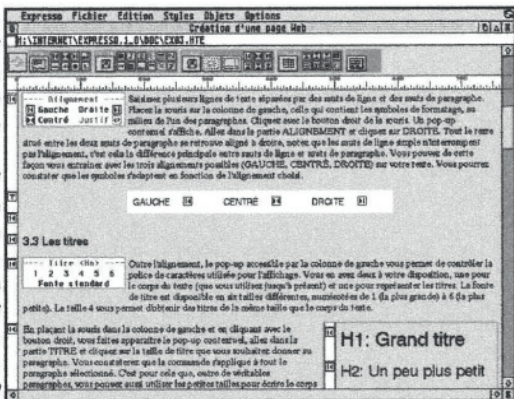 Expresso Fichier Edition Styles Objets Options
Création d'une page Web
H:\INTERNET\EXPRESSO.1_0\DOC\EX03.HTE
Alignement
Gauche Droite
Centré Justif
Saisissez plusieurs lignes de texte séparées par des sauts de ligne et des sauts de paragraphe.
Placez la souris sur la colonne de gauche, celle qui contient les symboles de formatage, au
milieu de l'un des paragraphes. Cliquez avec le bouton droit de la souris. Un pop-up
contextuel s'affiche. Allez dans la partie ALIGNEMENT et cliquez sur DROITE. Tout le texte
situé entre les deux sauts de paragraphe se retrouve aligné à droite, notez que les sauts de ligne simple n'interrompent
pas l'alignement, c'est cela la différence principale entre sauts de ligne et sauts de paragraphe. Vous pouvez de cette
façon vous entraîner avec les trois alignements possibles (GAUCHE, CENTRÉ, DROITE) sur votre texte. Vous pourrez
constater que les symboles s'adaptent en fonction de l'alignement choisi.
GAUCHE CENTRÉ DROITE
3.3 Les titres
Titre <Hn>
1 2 3 4 5 6
Fonte standard
Outre l'alignement, le pop-up accessible par la colonne de gauche vous permet de contrôler la
police de caractères utilisée pour l'affichage. Vous en avez deux à votre disposition, une pour
le corps du texte (que vous utilisez jusqu'à présent) et une pour représenter les titres. La fonte
de titre est disponible en six tailles différentes, numérotées de 1 (la plus grande) à 6 (la plus
petite). La taille 4 vous permet d'obtenir des titres de la même taille que le corps du texte.
En plaçant la souris dans la colonne de gauche et en cliquant avec le
bouton droit, vous faites apparaître le pop-up contextuel, allez dans la
partie TITRE et cliquez sur la taille de titre que vous souhaitez donner au
paragraphe. Vous constaterez que la commande s'applique à tout le
paragraphe sélectionné. C'est pour cela que, outre de véritables
paragraphes, vous pouvez aussi utiliser les petites tailles pour écrire le corps
H1: Grand titre
H2: Un peu plus petit